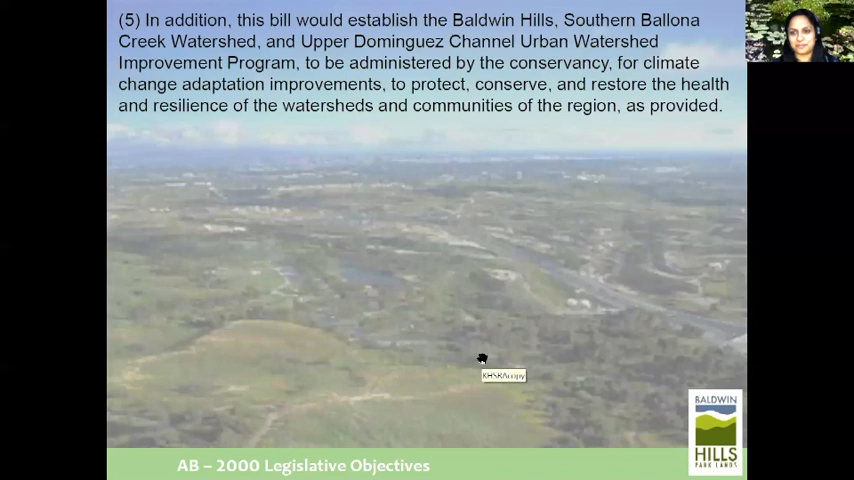 (5) In addition, this bill would establish the Baldwin Hills, Southern Ballona
Creek Watershed, and Upper Dominguez Channel Urban Watershed
Improvement Program, to be administered by the conservancy, for climate
change adaptation improvements, to protect, conserve, and restore the health
and resilience of the watersheds and communities of the region, as provided.
KHSRAcopy
BALDWIN
HILLS
PARK LANDS
AB – 2000 Legislative Objectives